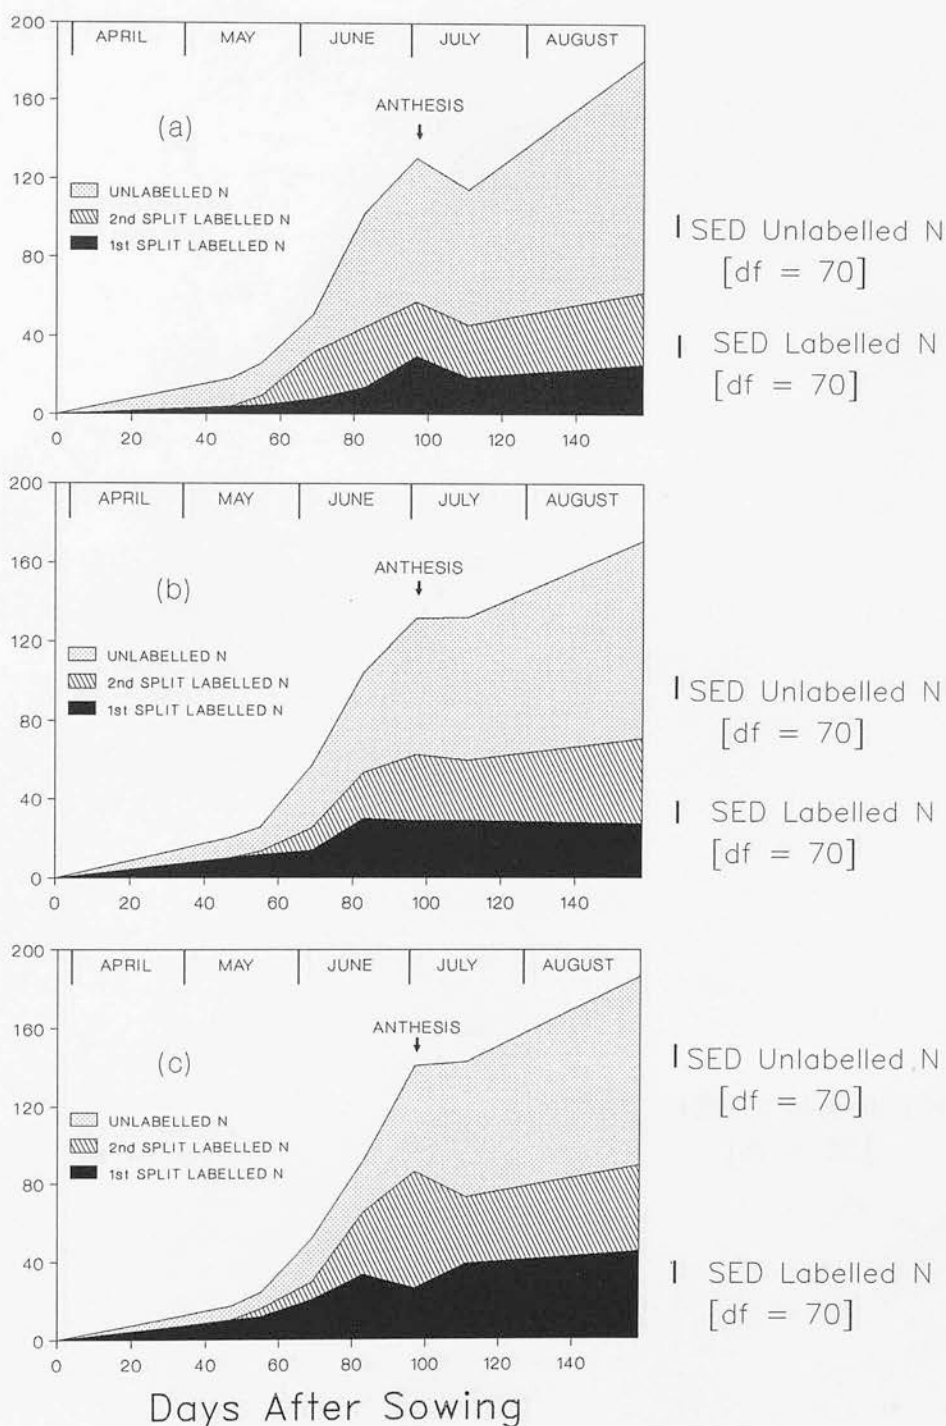 200
APRIL MAY JUNE JULY AUGUST
160
ANTHESIS
(a)
120
UNLABELLED N
2nd SPLIT LABELLED N
1st SPLIT LABELLED N
80
40
0
0 20 40 60 80 100 120 140
SED Unlabelled N
[df = 70]
SED Labelled N
[df = 70]
200
APRIL MAY JUNE JULY AUGUST
160
ANTHESIS
(b)
120
UNLABELLED N
2nd SPLIT LABELLED N
1st SPLIT LABELLED N
80
40
0
0 20 40 60 80 100 120 140
SED Unlabelled N
[df = 70]
SED Labelled N
[df = 70]
200
APRIL MAY JUNE JULY AUGUST
160
ANTHESIS
(c)
120
UNLABELLED N
2nd SPLIT LABELLED N
1st SPLIT LABELLED N
80
40
0
0 20 40 60 80 100 120 140
SED Unlabelled N
[df = 70]
SED Labelled N
[df = 70]
Days After Sowing